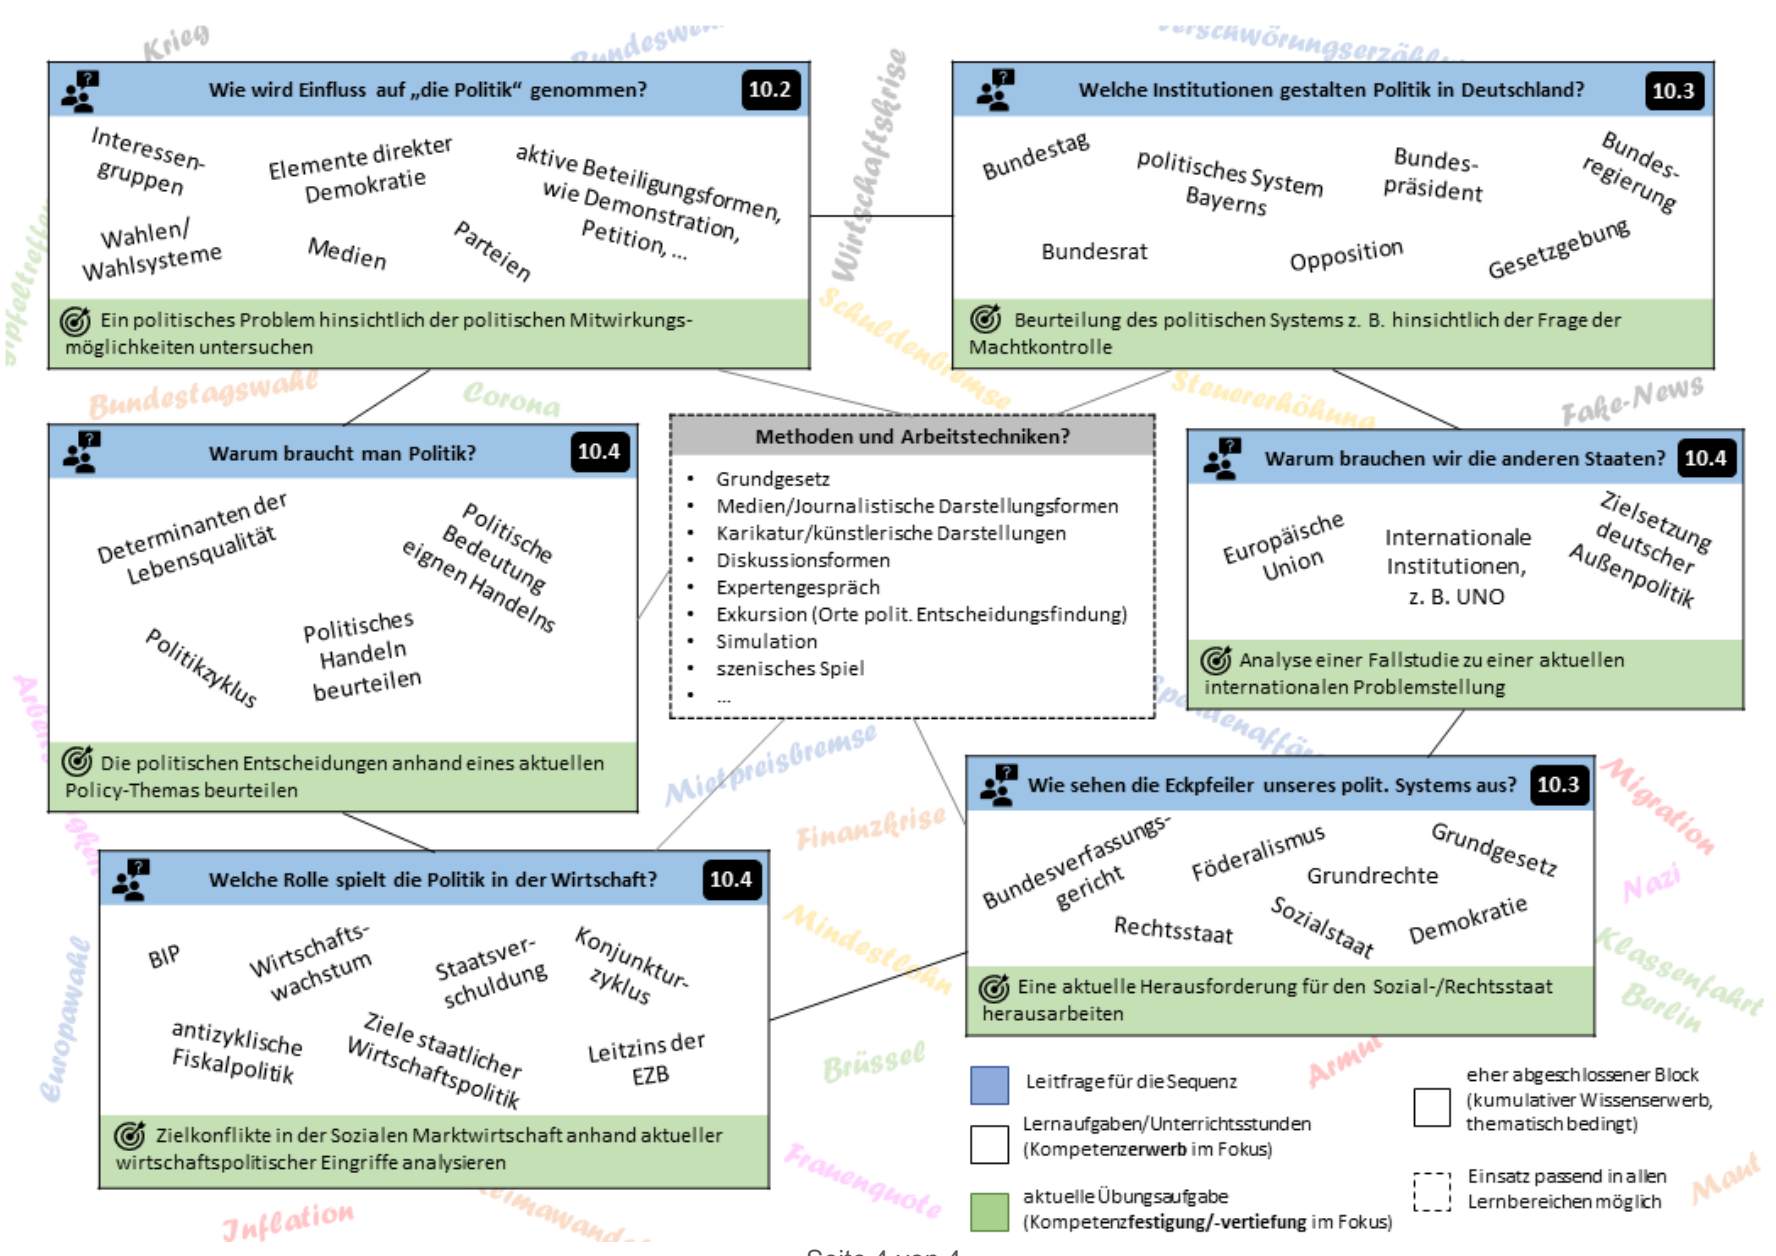 Krieg
Wirtschaftskrise
Wie wird Einfluss auf „die Politik“ genommen?
10.2
Interessen-
gruppen
Elemente direkter
Demokratie
aktive Beteiligungsformen,
wie Demonstration,
Petition, ...
Wahlen/
Wahlsysteme
Medien
Parteien
Ein politisches Problem hinsichtlich der politischen Mitwirkungs-
möglichkeiten untersuchen
Welche Institutionen gestalten Politik in Deutschland?
10.3
Bundestag
politisches System
Bayerns
Bundes-
präsident
Bundes-
regierung
Bundesrat
Opposition
Gesetzgebung
Beurteilung des politischen Systems z. B. hinsichtlich der Frage der
Machtkontrolle
Schuldenbremse
Bundestagswahl
Corona
Steuererhöhung
Fake-News
Warum braucht man Politik?
10.4
Determinanten der
Lebensqualität
Politische
Bedeutung
eignen Handelns
Politikzyklus
Politisches
Handeln
beurteilen
Die politischen Entscheidungen anhand eines aktuellen
Policy-Themas beurteilen
Methoden und Arbeitstechniken?
• Grundgesetz
• Medien/Journalistische Darstellungsformen
• Karikatur/künstlerische Darstellungen
• Diskussionsformen
• Expertengespräch
• Exkursion (Orte polit. Entscheidungsfindung)
• Simulation
• szenisches Spiel
• ...
Warum brauchen wir die anderen Staaten?
10.4
Europäische
Union
Internationale
Institutionen,
z. B. UNO
Zielsetzung
deutscher
Außenpolitik
Analyse einer Fallstudie zu einer aktuellen
internationalen Problemstellung
Mietpreisbremse
Finanzkrise
Migration
Nazi
Welche Rolle spielt die Politik in der Wirtschaft?
10.4
BIP
Wirtschafts-
wachstum
Staatsver-
schuldung
Konjunktur-
zyklus
antizyklische
Fiskalpolitik
Ziele staatlicher
Wirtschaftspolitik
Leitzins der
EZB
Zielkonflikte in der Sozialen Marktwirtschaft anhand aktueller
wirtschaftspolitischer Eingriffe analysieren
Wie sehen die Eckpfeiler unseres polit. Systems aus?
10.3
Bundesverfassungs-
gericht
Föderalismus
Grundrechte
Grundgesetz
Rechtsstaat
Sozialstaat
Demokratie
Eine aktuelle Herausforderung für den Sozial-/Rechtsstaat
herausarbeiten
Mindestlohn
Klassenfahrt
Berlin
Europawahl
Brüssel
Armut
Frauenquote
Maut
Inflation
Leitfrage für die Sequenz
Lernaufgaben/Unterrichtsstunden
(Kompetenzerwerb im Fokus)
aktuelle Übungsaufgabe
(Kompetenzfestigung/-vertiefung im Fokus)
eher abgeschlossener Block
(kumulativer Wissenserwerb,
thematisch bedingt)
Einsatz passend in allen
Lernbereichen möglich